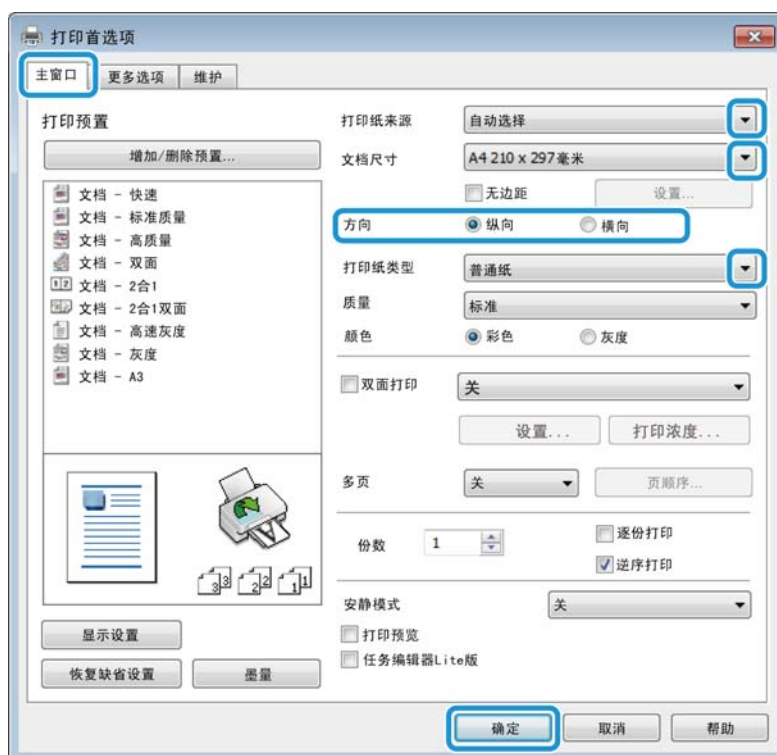 打印首选项
主窗口 更多选项 维护
打印预置
增加/删除预置...
文档 - 快速
文档 - 标准质量
文档 - 高质量
文档 - 双面
文档 - 2合1
文档 - 2合1双面
文档 - 高速灰度
文档 - 灰度
文档 - A3
3 3 2 2 1 1
显示设置
恢复缺省设置 墨量
打印纸来源 自动选择
文档尺寸 A4 210 x 297毫米
无边距 设置...
方向 纵向 横向
打印纸类型 普通纸
质量 标准
颜色 彩色 灰度
双面打印 关
设置... 打印浓度...
多页 关 页顺序...
份数 1 逐份打印
逆序打印
安静模式 关
打印预览
任务编辑器Lite版
确定 取消 帮助